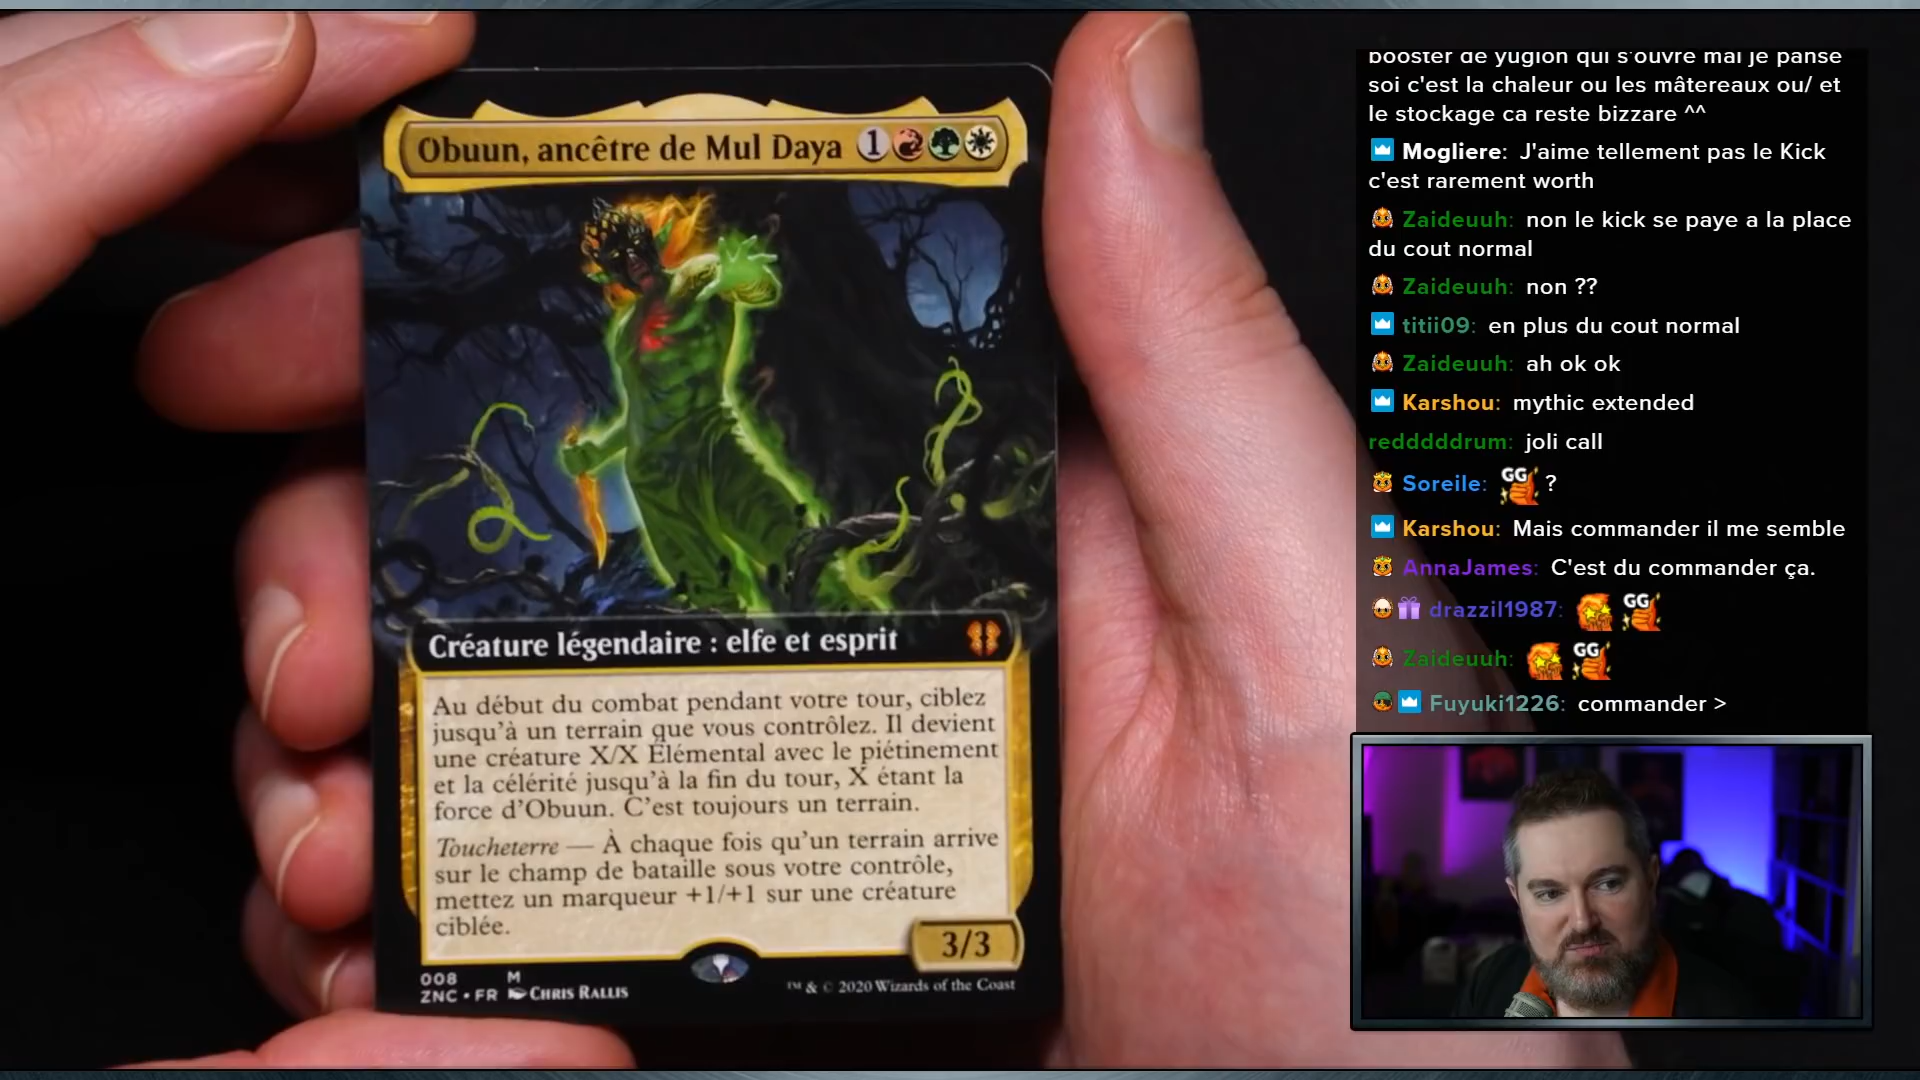 Obuun, ancêtre de Mul Daya 1
Créature légendaire : elfe et esprit
Au début du combat pendant votre tour, ciblez
jusqu'à un terrain que vous contrôlez. Il devient
une créature X/X Élémental avec le piétinement
et la célérité jusqu'à la fin du tour, X étant la
force d'Obuun. C'est toujours un terrain.
Toucheterre — À chaque fois qu'un terrain arrive
sur le champ de bataille sous votre contrôle,
mettez un marqueur +1/+1 sur une créature
ciblée.
3/3
008 M
ZNC • FR CHRIS RALLIS
™ & © 2020 Wizards of the Coast
booster de yugioh qui s'ouvre mal je panse
soi c'est la chaleur ou les mâtereaux ou/ et
le stockage ca reste bizzare ^^
Mogliere: J'aime tellement pas le Kick
c'est rarement worth
Zaideuuh: non le kick se paye a la place
du cout normal
Zaideuuh: non ??
titii09: en plus du cout normal
Zaideuuh: ah ok ok
Karshou: mythic extended
redddddrum: joli call
Soreile: GG ?
Karshou: Mais commander il me semble
AnnaJames: C'est du commander ça.
drazzil1987: GG
Zaideuuh: GG
Fuyuki1226: commander >